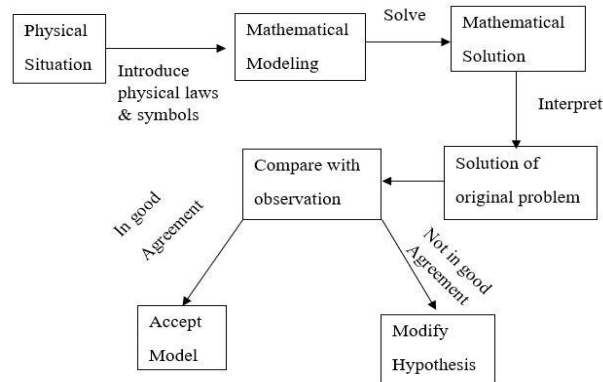 Physical
Situation
Introduce
physical laws
& symbols
Mathematical
Modeling
Solve
Mathematical
Solution
Interpret
Solution of
original problem
Compare with
observation
In good
Agreement
Not in good
Agreement
Accept
Model
Modify
Hypothesis